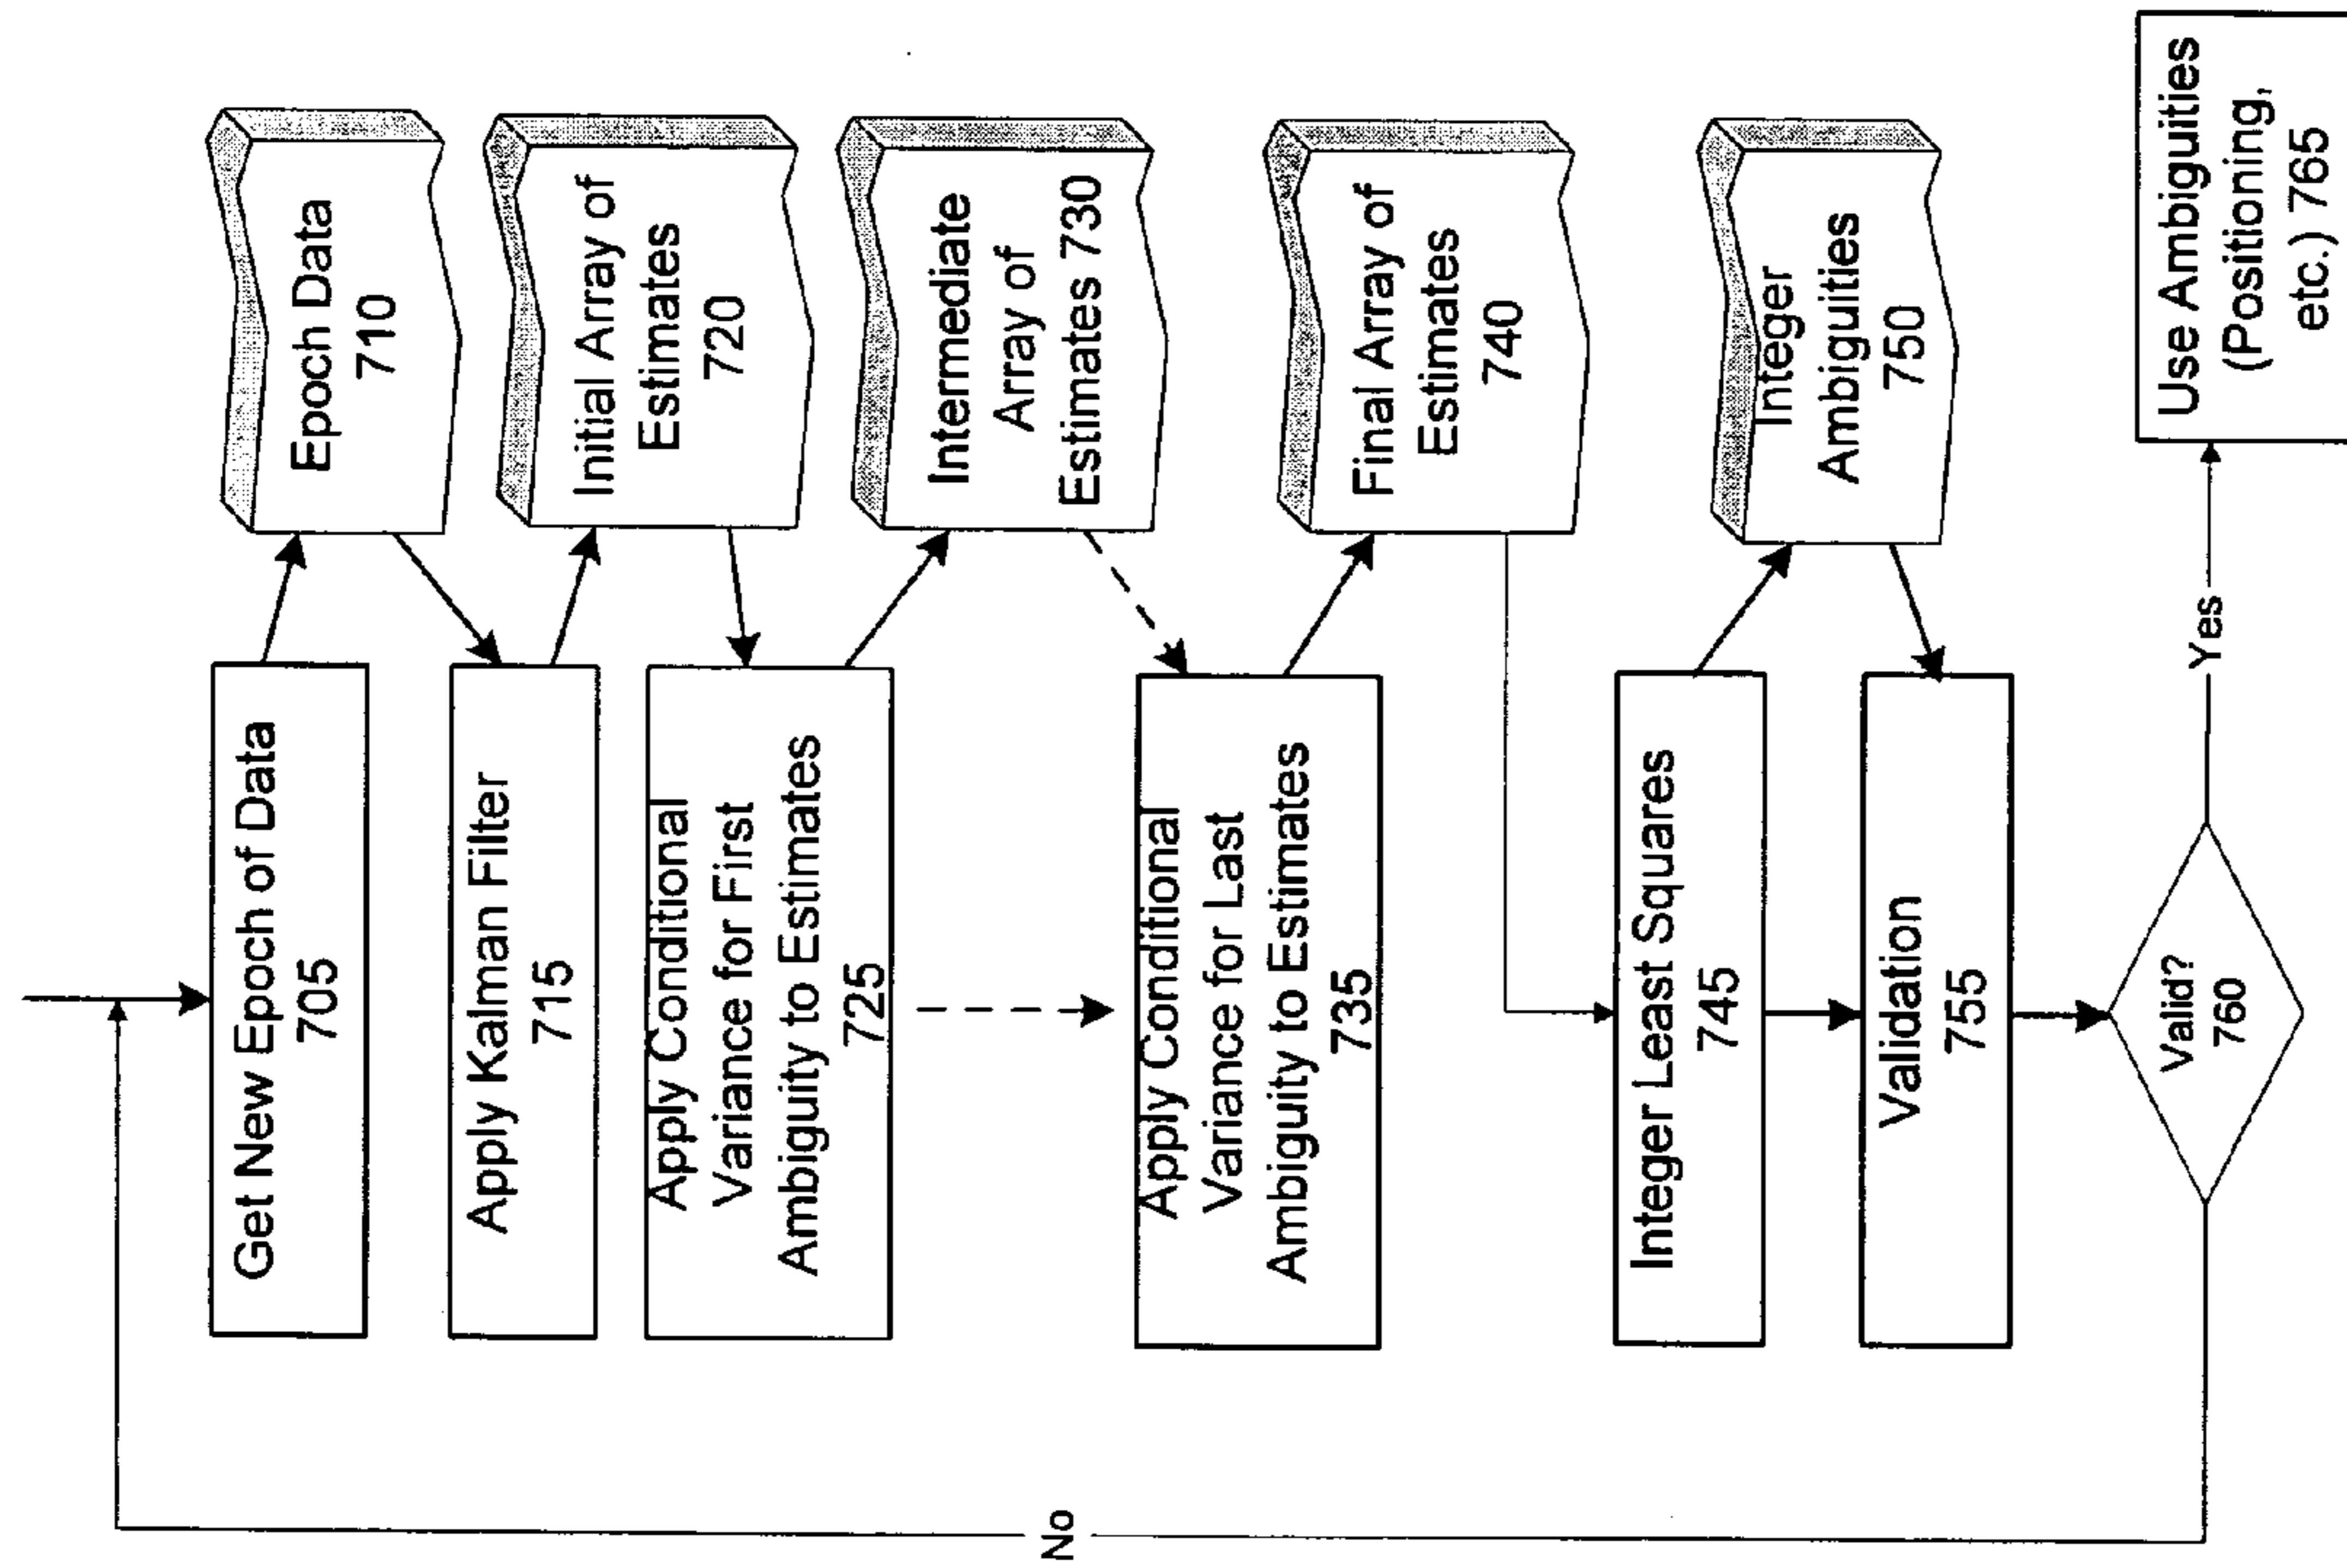 Get New Epoch of Data
705
Epoch Data
710
Apply Kalman Filter
715
Initial Array of
Estimates
720
Apply Conditional
Variance for First
Ambiguity to Estimates
725
Intermediate
Array of
Estimates 730
Apply Conditional
Variance for Last
Ambiguity to Estimates
735
Final Array of
Estimates
740
Integer Least Squares
745
Integer
Ambiguities
750
Validation
755
Valid?
760
No
Yes
Use Ambiguities
(Positioning,
etc.) 765